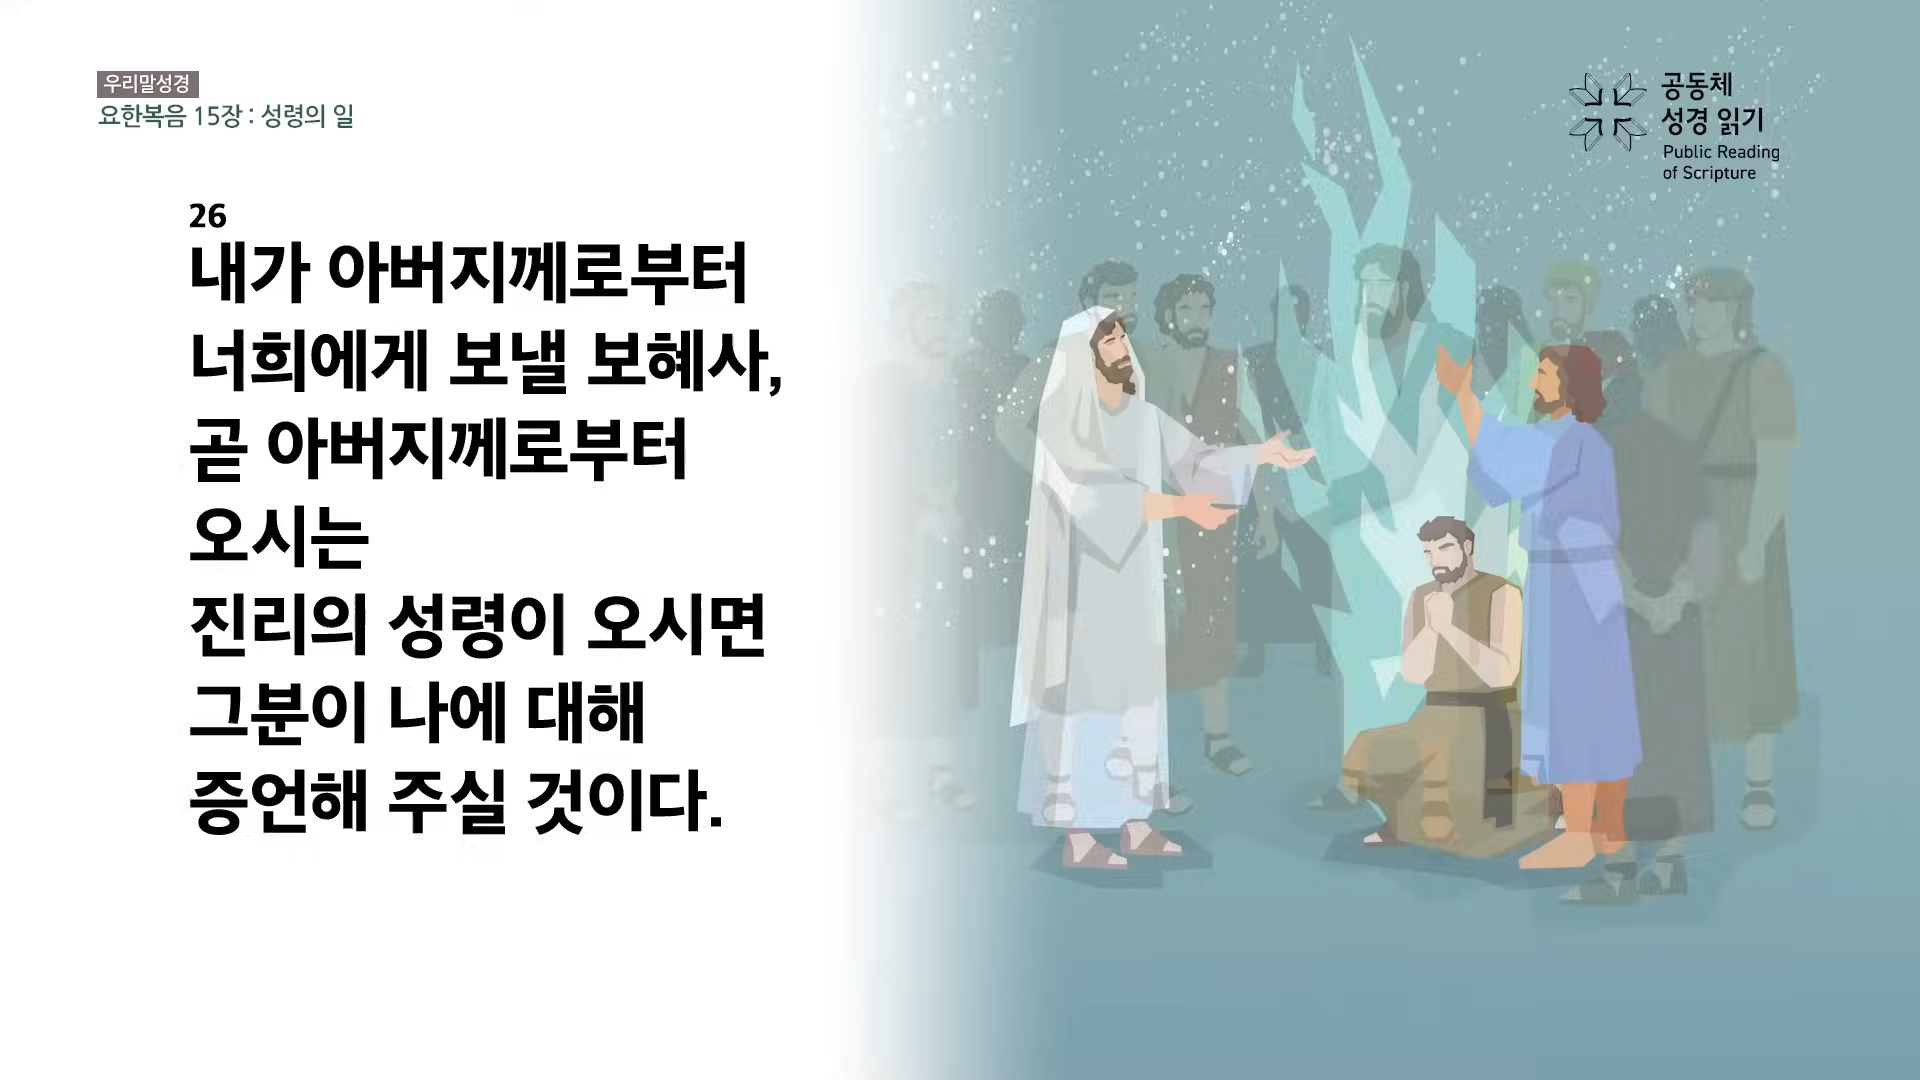 우리말성경
요한복음 15장 : 성령의 일
공동체
성경 읽기
Public Reading
of Scripture
26
내가 아버지께로부터
너희에게 보낼 보혜사,
곧 아버지께로부터
오시는
진리의 성령이 오시면
그분이 나에 대해
증언해 주실 것이다.